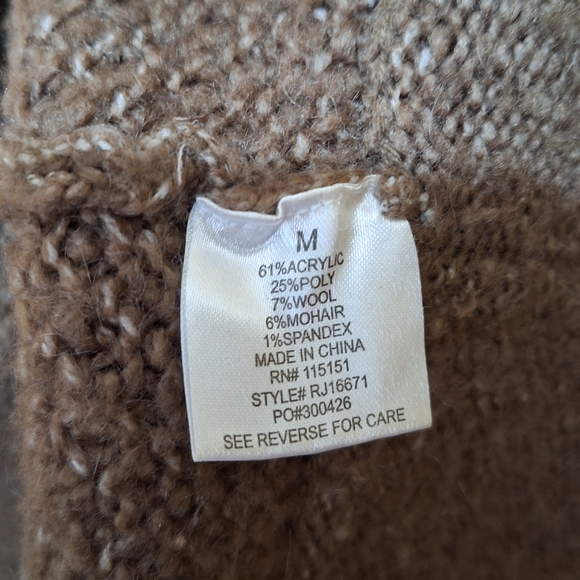 M
61%ACRYLIC
25%POLY
7%WOOL
6%MOHAIR
1%SPANDEX
MADE IN CHINA
RN# 115151
STYLE# RJ16671
PO#300426
SEE REVERSE FOR CARE